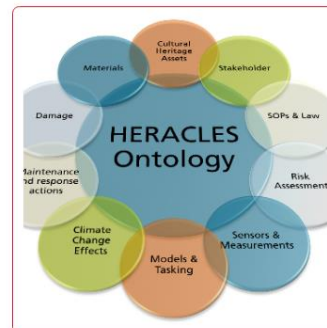 HERACLES
Ontology
Cultural
Heritage
Assets
Stakeholder
SOPs & Law
Risk
Assessment
Sensors &
Measurements
Models &
Tasking
Climate
Change
Effects
Maintenance
and response
actions
Damage
Materials